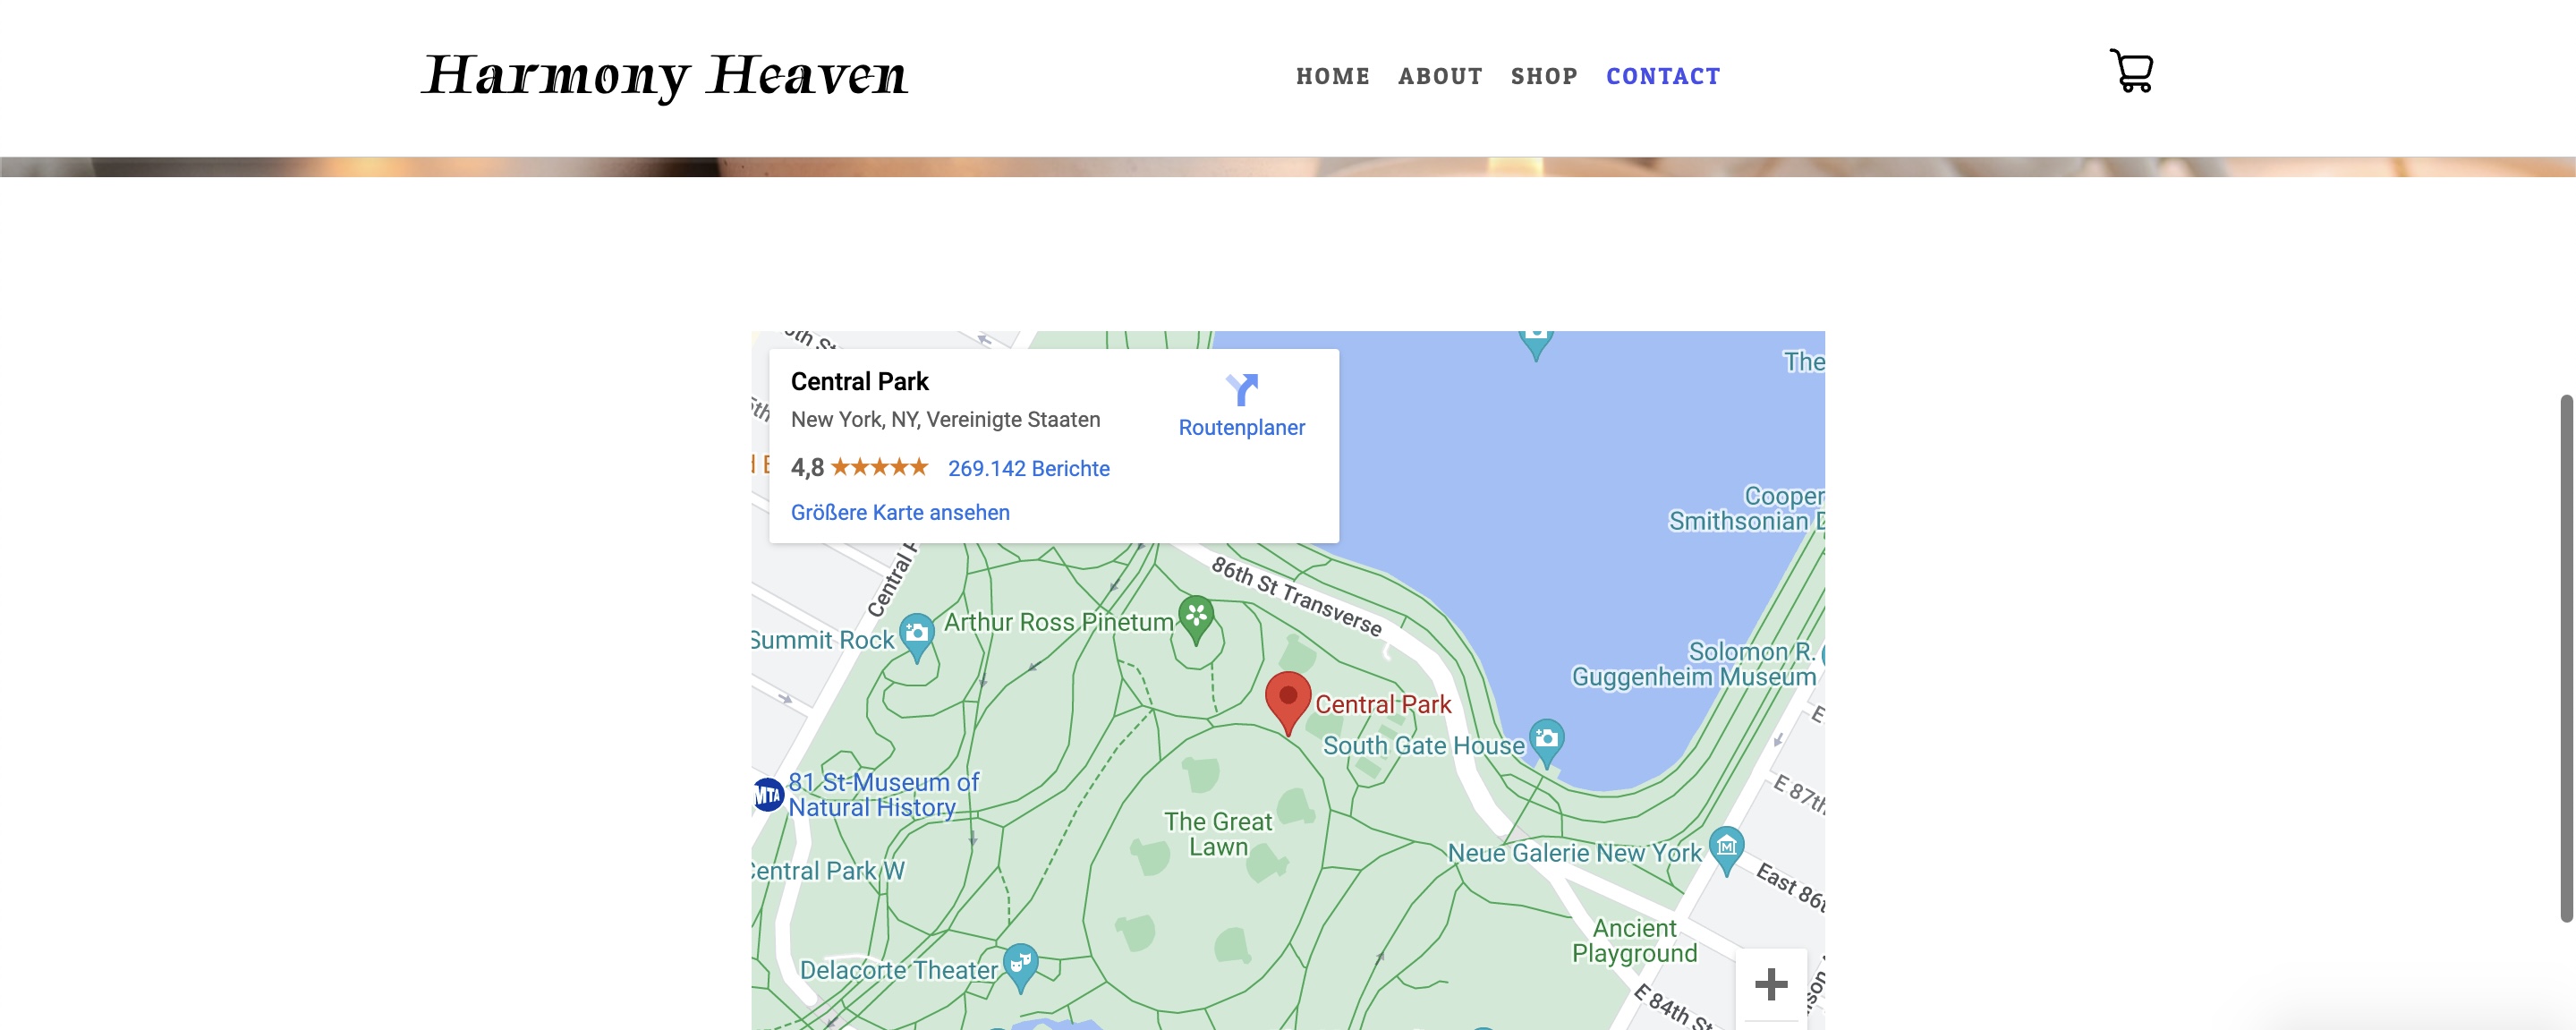 Harmony Heaven
HOME ABOUT SHOP CONTACT
Central Park
New York, NY, Vereinigte Staaten
Routenplaner
4,8 269.142 Berichte
Größere Karte ansehen
The
Cooper
Smithsonian
86th St Transverse
Central
Arthur Ross Pinetum
Summit Rock
Solomon R.
Guggenheim Museum
Central Park
South Gate House
E
81 St-Museum of
Natural History
MTA
E 87th
The Great
Lawn
Neue Galerie New York
Central Park W
East 86t
Ancient
Playground
Delacorte Theater
E 84th St